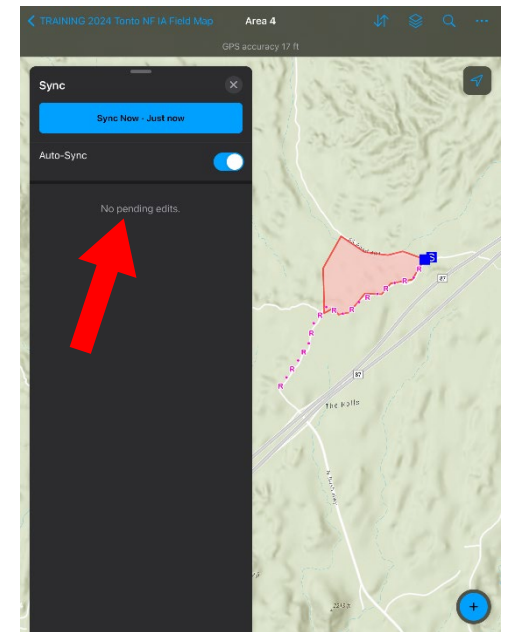 TRAINING 2024 Tonto NF IA Field Map
Area 4
GPS accuracy 17 ft
Sync
Sync Now - Just now
Auto-Sync
No pending edits.
S
R
87
R
R
R
R
R
R
R
87
R
R
The Rolls